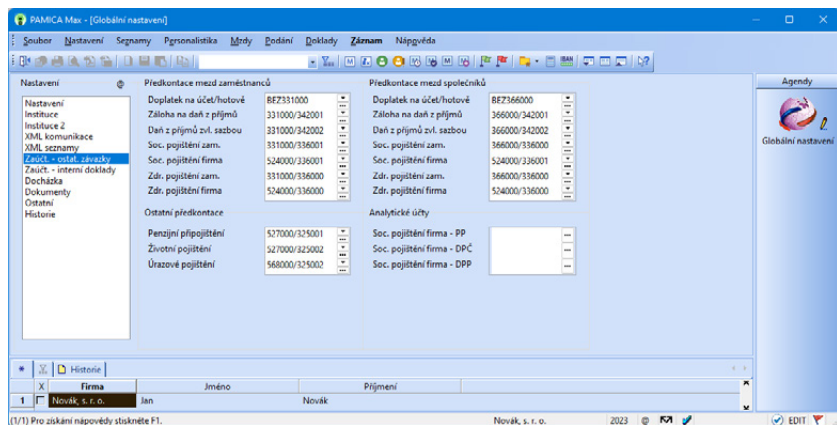 PAMICA Max - [Globální nastavení]
Soubor Nastavení Seznamy Personalistika Mzdy Podání Doklady Záznam Nápověda
Nastavení @
Nastavení
Instituce
Instituce 2
XML komunikace
XML seznamy
Zaúčt. - ostat. závazky
Zaúčt. - interní doklady
Docházka
Dokumenty
Ostatní
Historie
Předkontace mezd zaměstnanců
Doplatek na účet/hotově BEZ331000
Záloha na daň z příjmů 331000/342001
Daň z příjmů zvl. sazbou 331000/342002
Soc. pojištění zam. 331000/336001
Soc. pojištění firma 524000/336001
Zdr. pojištění zam. 331000/336000
Zdr. pojištění firma 524000/336000
Předkontace mezd společníků
Doplatek na účet/hotově BEZ366000
Záloha na daň z příjmů 366000/342001
Daň z příjmů zvl. sazbou 366000/342002
Soc. pojištění zam. 366000/336001
Soc. pojištění firma 524000/336001
Zdr. pojištění zam. 366000/336000
Zdr. pojištění firma 524000/336000
Ostatní předkontace
Penzijní připojištění 527000/325001
Životní pojištění 527000/325002
Úrazové pojištění 568000/325002
Analytické účty
Soc. pojištění firma - PP
Soc. pojištění firma - DPČ
Soc. pojištění firma - DPP
Agendy
Globální nastavení
Historie
X Firma Jméno Příjmení
1 Novák, s. r. o. Jan Novák
(1/1) Pro získání nápovědy stiskněte F1. Novák, s. r. o. 2023 @ EDIT